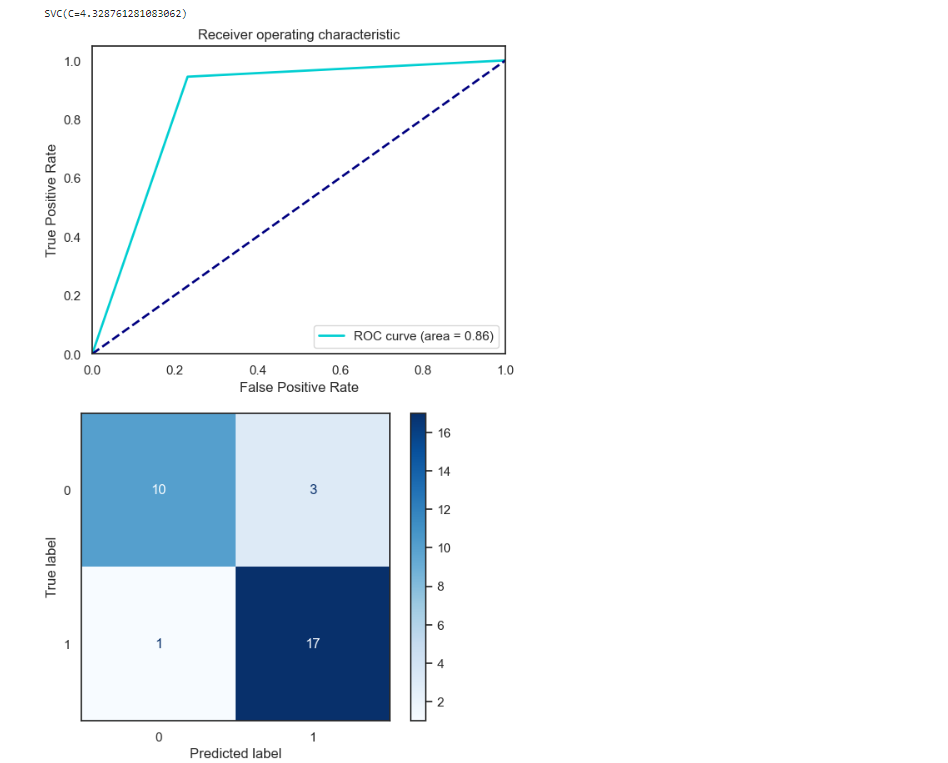 SVC(C=4.328761281083062)
Receiver operating characteristic
1.0
0.8
0.6
0.4
0.2
0.0
True Positive Rate
ROC curve (area = 0.86)
0.0 0.2 0.4 0.6 0.8 1.0
False Positive Rate
True label
0
10 3
1
1 17
0 1
Predicted label
16
14
12
10
8
6
4
2